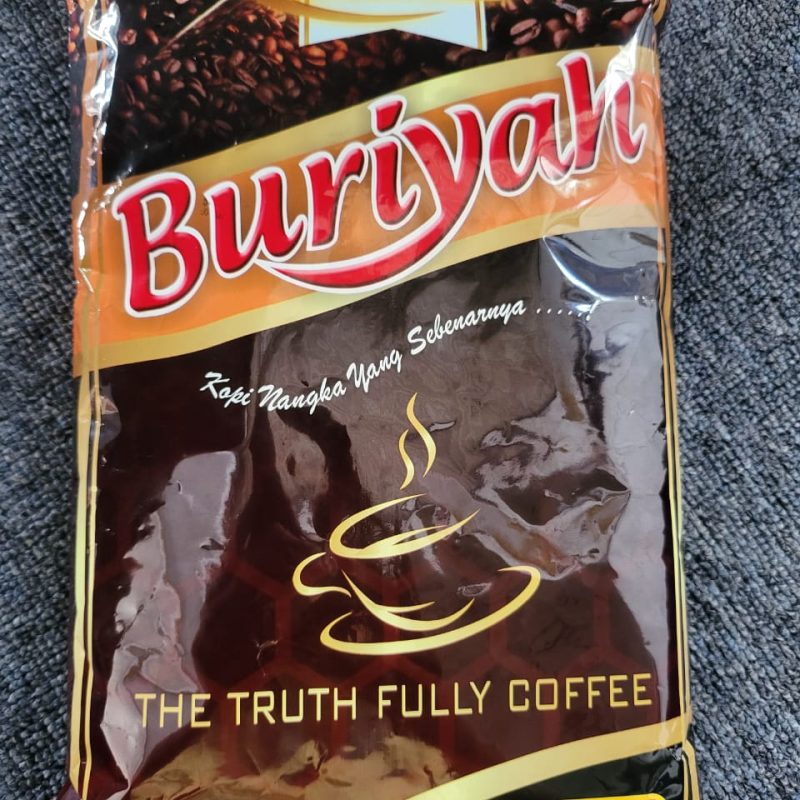 Buriyah
Kopi Nangka Yang Sebenarnya ......
THE TRUTH FULLY COFFEE